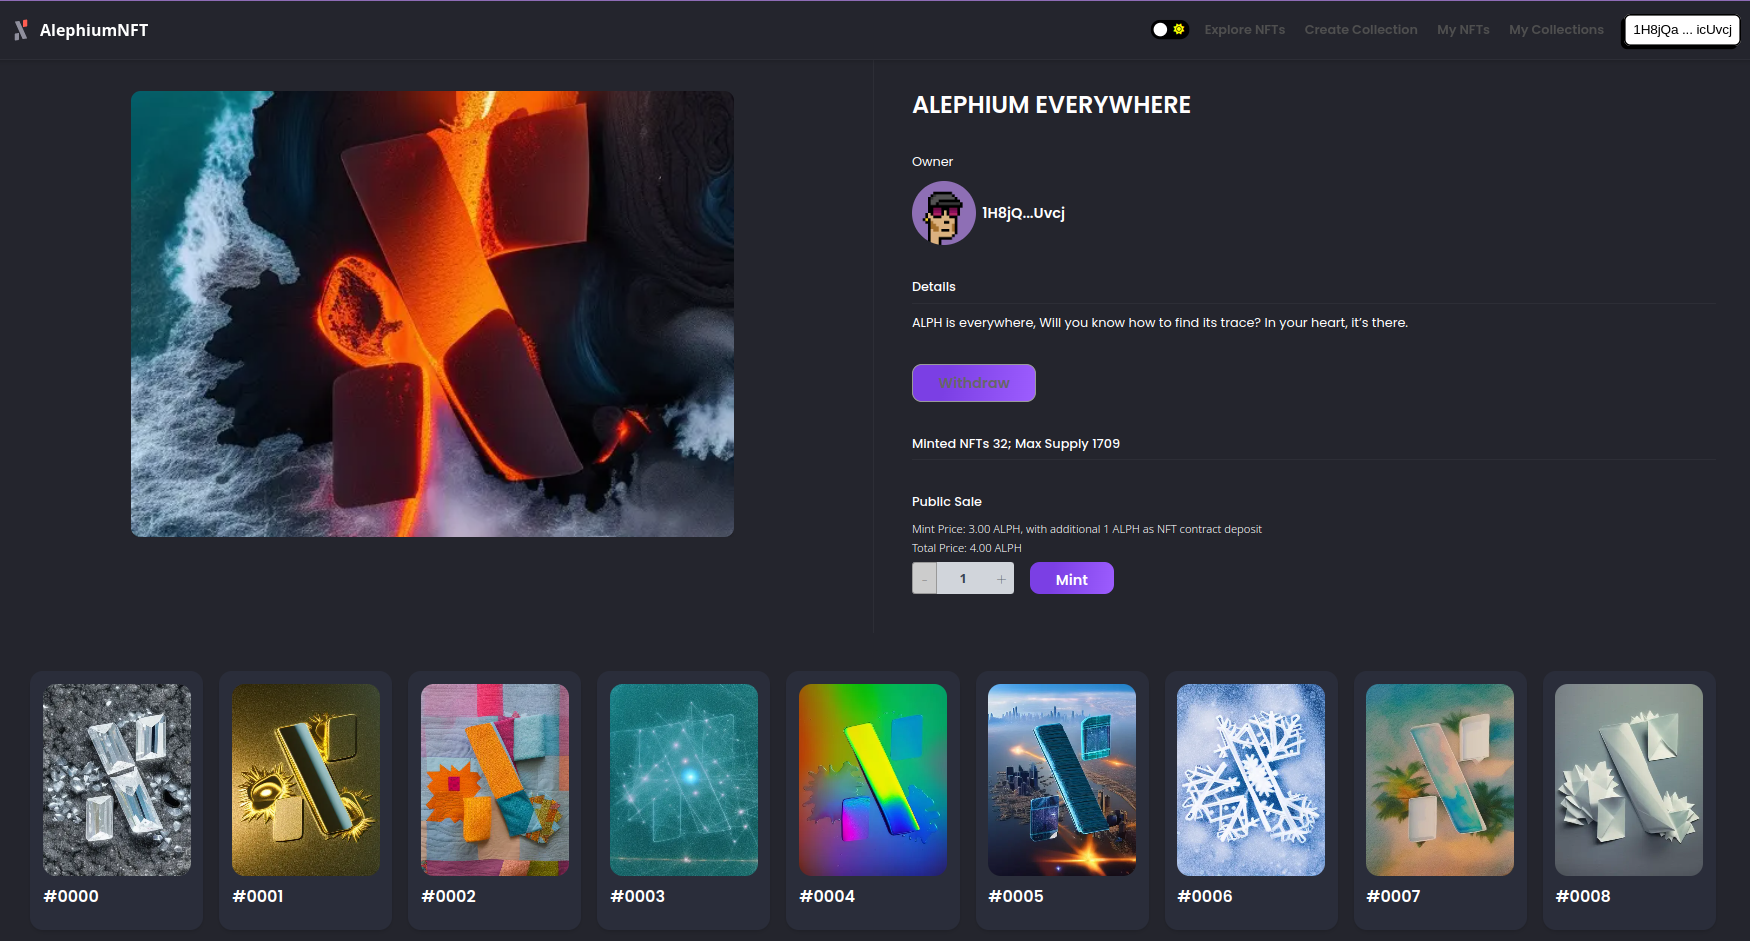 AlephiumNFT
Explore NFTs
Create Collection
My NFTs
My Collections
1H8jQa ... icUvcj
ALEPHIUM EVERYWHERE
Owner
1H8jQ...Uvcj
Details
ALPH is everywhere, Will you know how to find its trace? In your heart, it’s there.
Withdraw
Minted NFTs 32; Max Supply 1709
Public Sale
Mint Price: 3.00 ALPH, with additional 1 ALPH as NFT contract deposit
Total Price: 4.00 ALPH
- 1 +
Mint
#0000
#0001
#0002
#0003
#0004
#0005
#0006
#0007
#0008